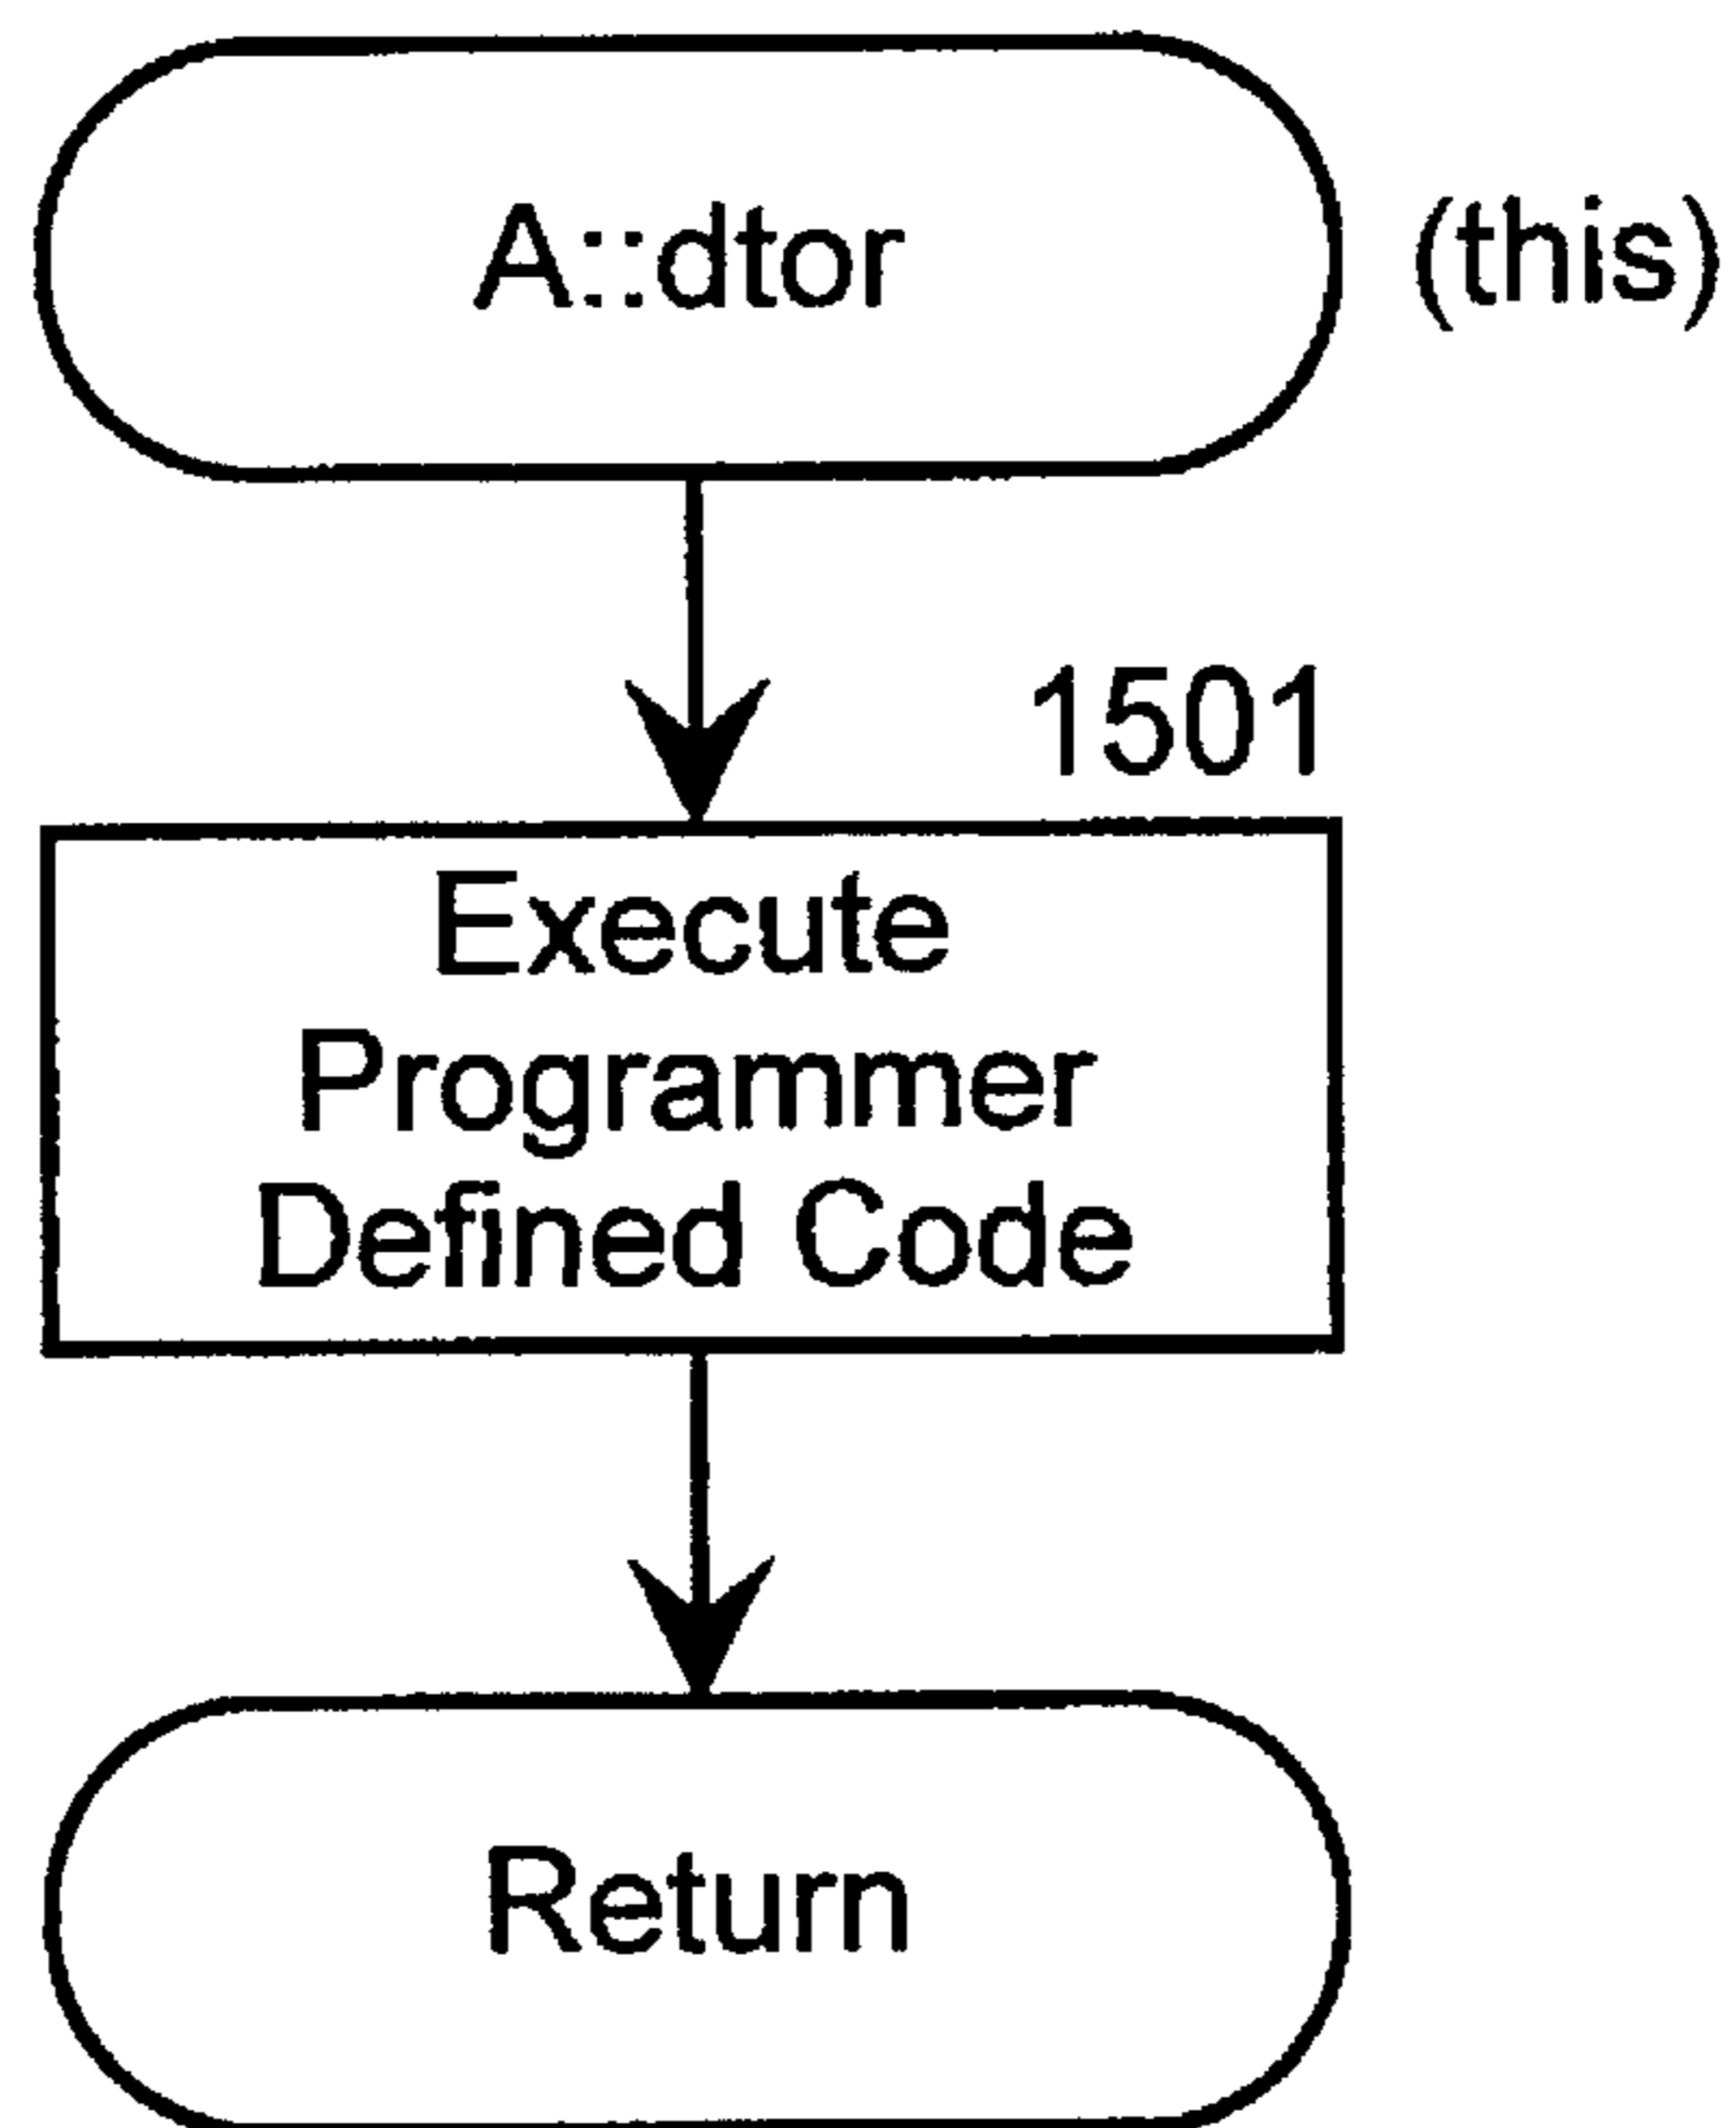 A::dtor (this)
1501
Execute
Programmer
Defined Code
Return